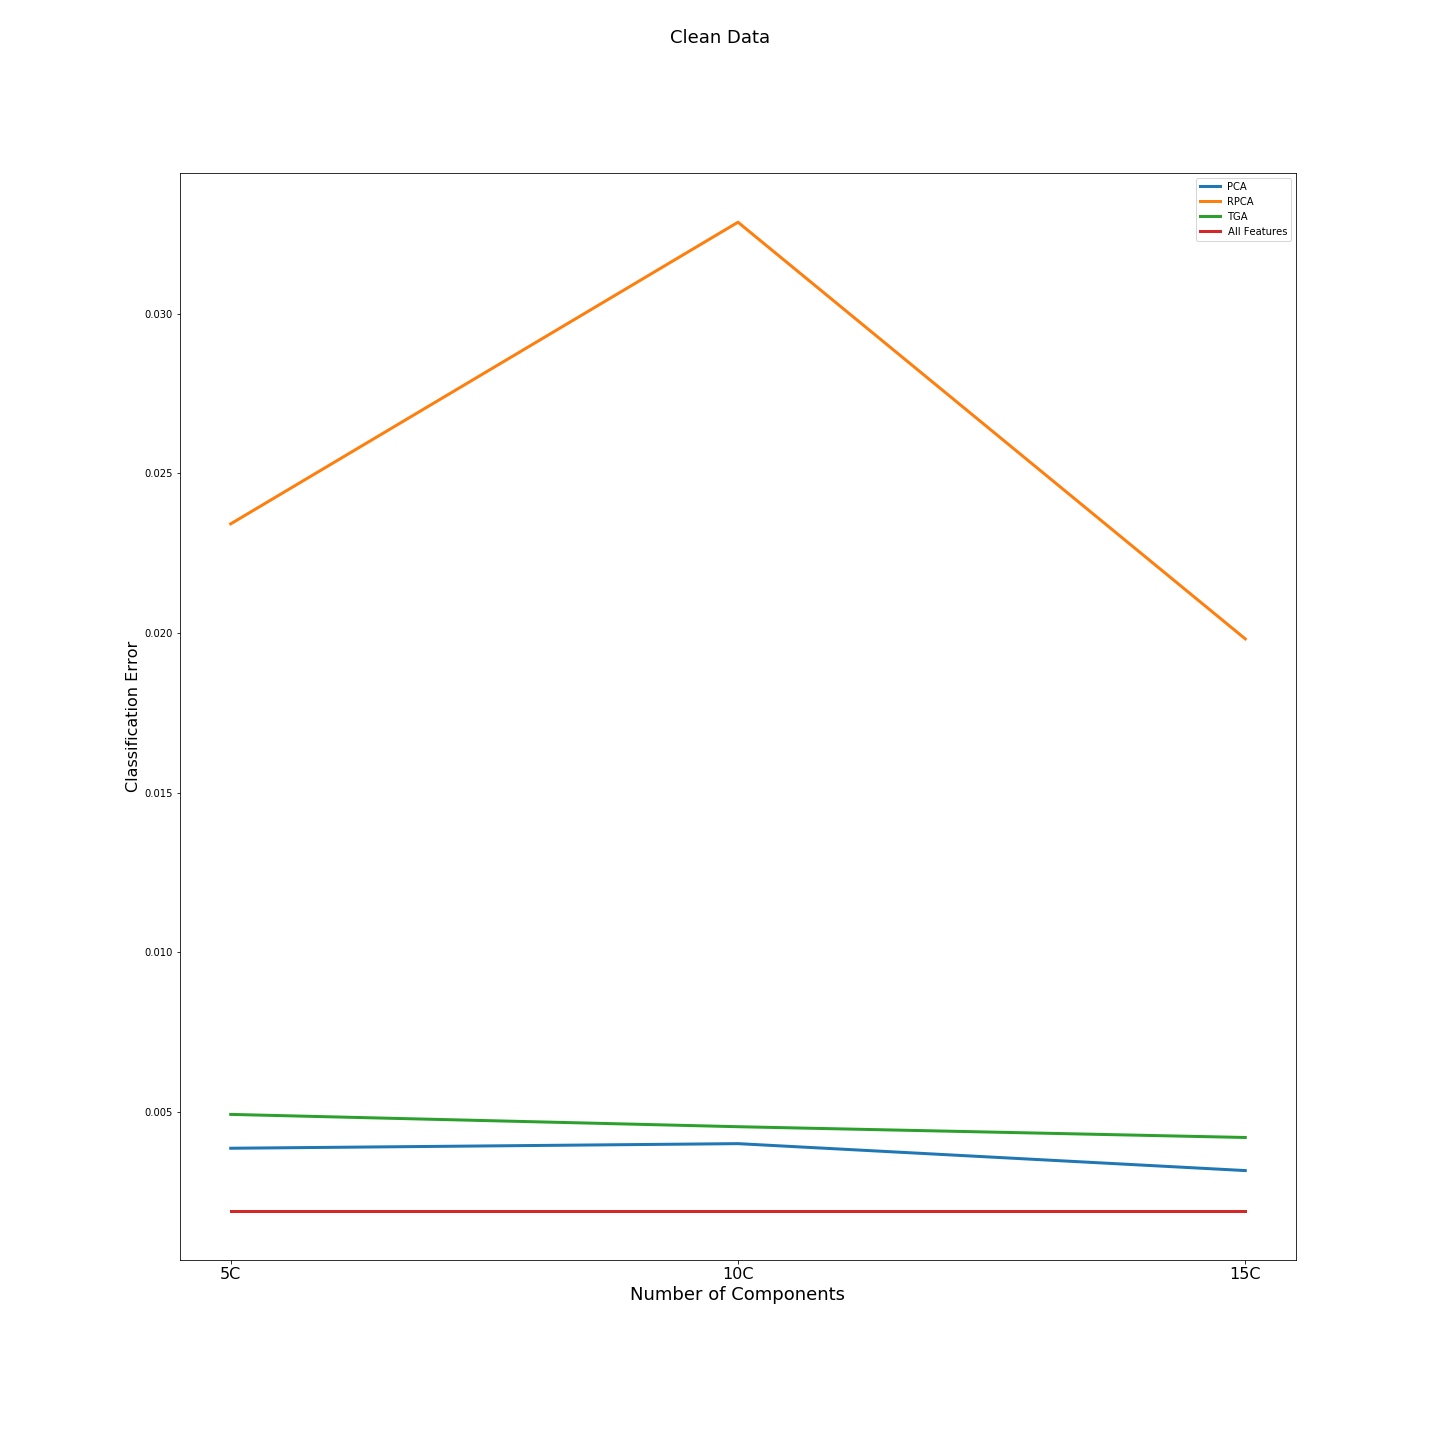 Clean Data
PCA
RPCA
TGA
All Features
0.030
0.025
0.020
0.015
0.010
0.005
Classification Error
5C 10C 15C
Number of Components